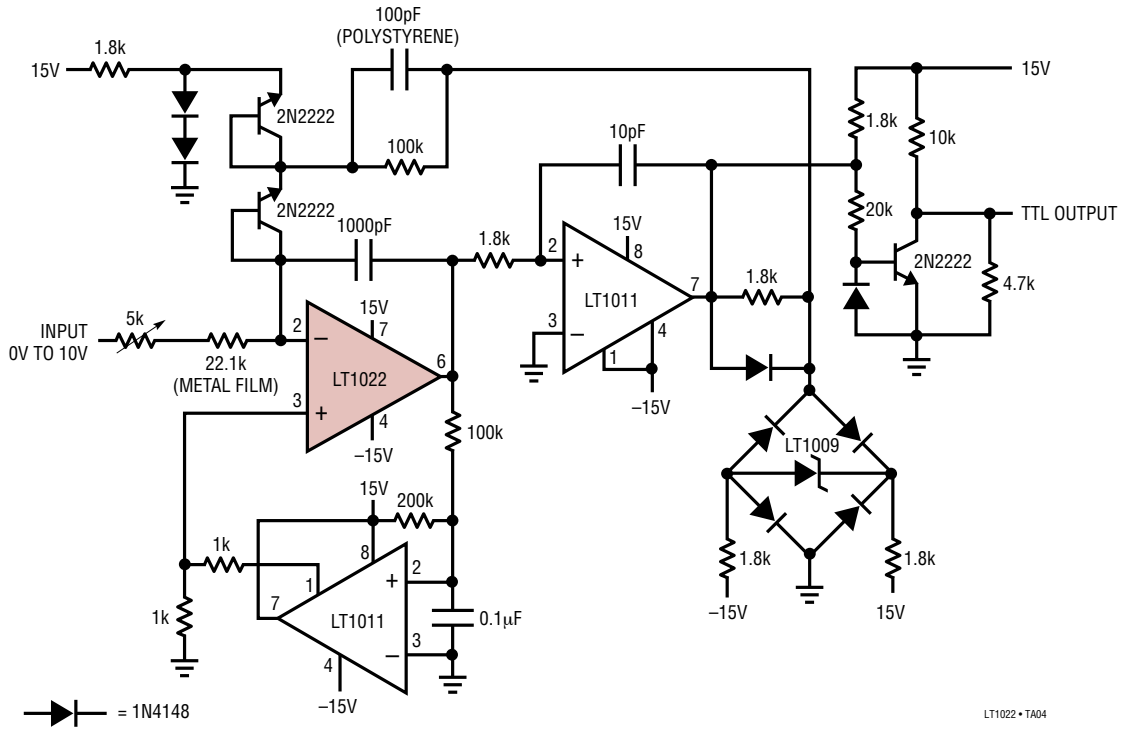 100pF
(POLYSTYRENE)
15V
1.8k
2N2222
100k
2N2222
1000pF
1.8k
10pF
15V
8
2
+
LT1011
7
3
–
1
4
–15V
1.8k
15V
1.8k
10k
20k
TTL OUTPUT
2N2222
4.7k
INPUT
0V TO 10V
5k
22.1k
(METAL FILM)
15V
7
2
–
LT1022
6
3
+
4
–15V
100k
LT1009
1.8k
–15V
1.8k
15V
15V
200k
8
1k
1
2
+
7
LT1011
1k
3
–
0.1µF
4
–15V
= 1N4148
LT1022 • TA04